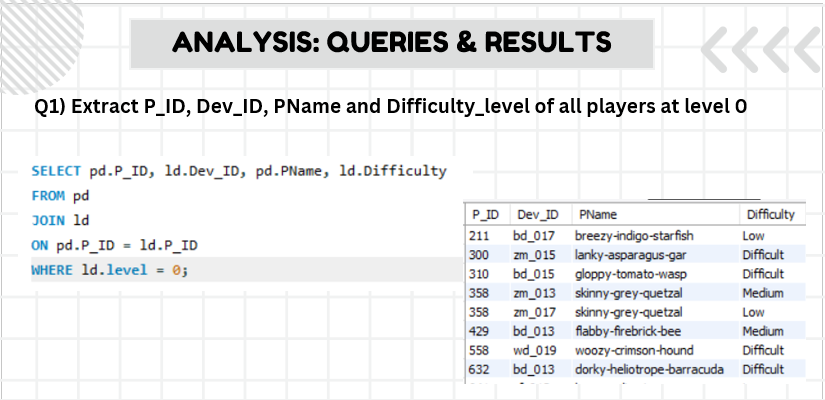 ANALYSIS: QUERIES & RESULTS
Q1) Extract P_ID, Dev_ID, PName and Difficulty_level of all players at level 0
SELECT pd.P_ID, ld.Dev_ID, pd.PName, ld.Difficulty
FROM pd
JOIN ld
ON pd.P_ID = ld.P_ID
WHERE ld.level = 0;
P_ID Dev_ID PName Difficulty
211 bd_017 breezy-indigo-starfish Low
300 zm_015 lanky-asparagus-gar Difficult
310 bd_015 gloppy-tomato-wasp Difficult
358 zm_013 skinny-grey-quetzal Medium
358 zm_017 skinny-grey-quetzal Low
429 bd_013 flabby-firebrick-bee Medium
558 wd_019 woozy-crimson-hound Difficult
632 bd_013 dorky-heliotrope-barracuda Difficult